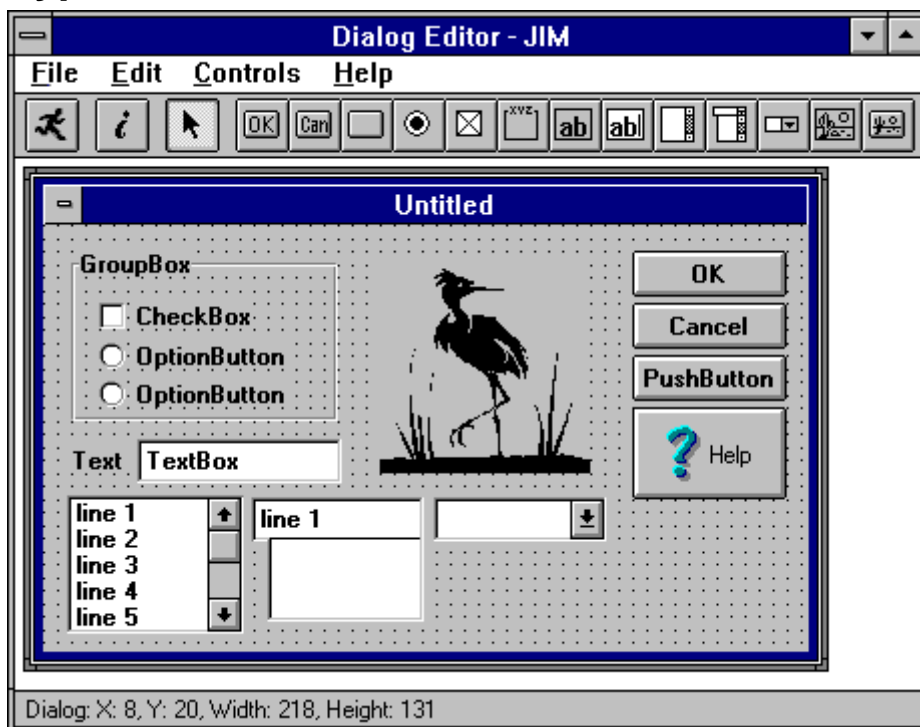 Dialog Editor - JIM
File Edit Controls Help
i OK Can XYZ ab ab
Untitled
GroupBox
CheckBox
OptionButton
OptionButton
Text TextBox
line 1
line 2
line 3
line 4
line 5
line 1
OK
Cancel
PushButton
? Help
Dialog: X: 8, Y: 20, Width: 218, Height: 131